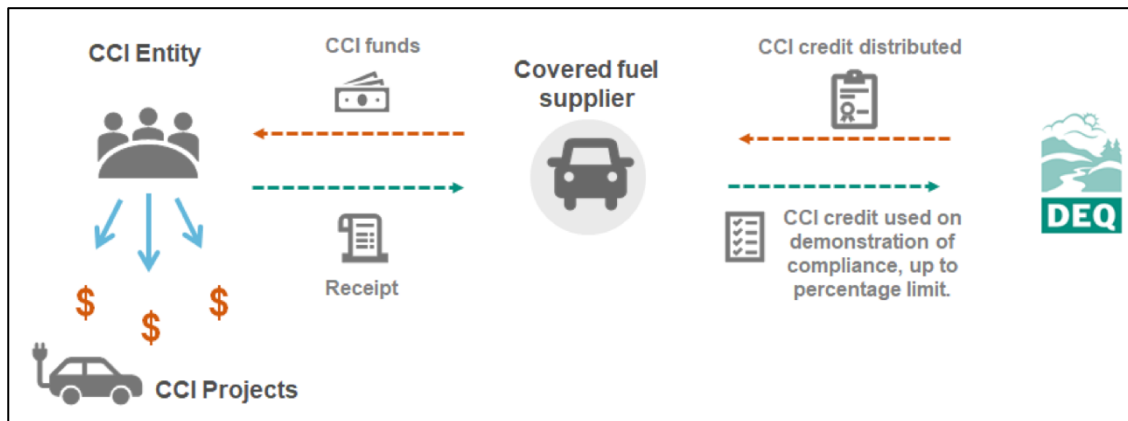 CCI Entity
CCI funds
Covered fuel
supplier
CCI credit distributed
Receipt
CCI credit used on
demonstration of
compliance, up to
percentage limit.
DEQ
$
$
$
CCI Projects